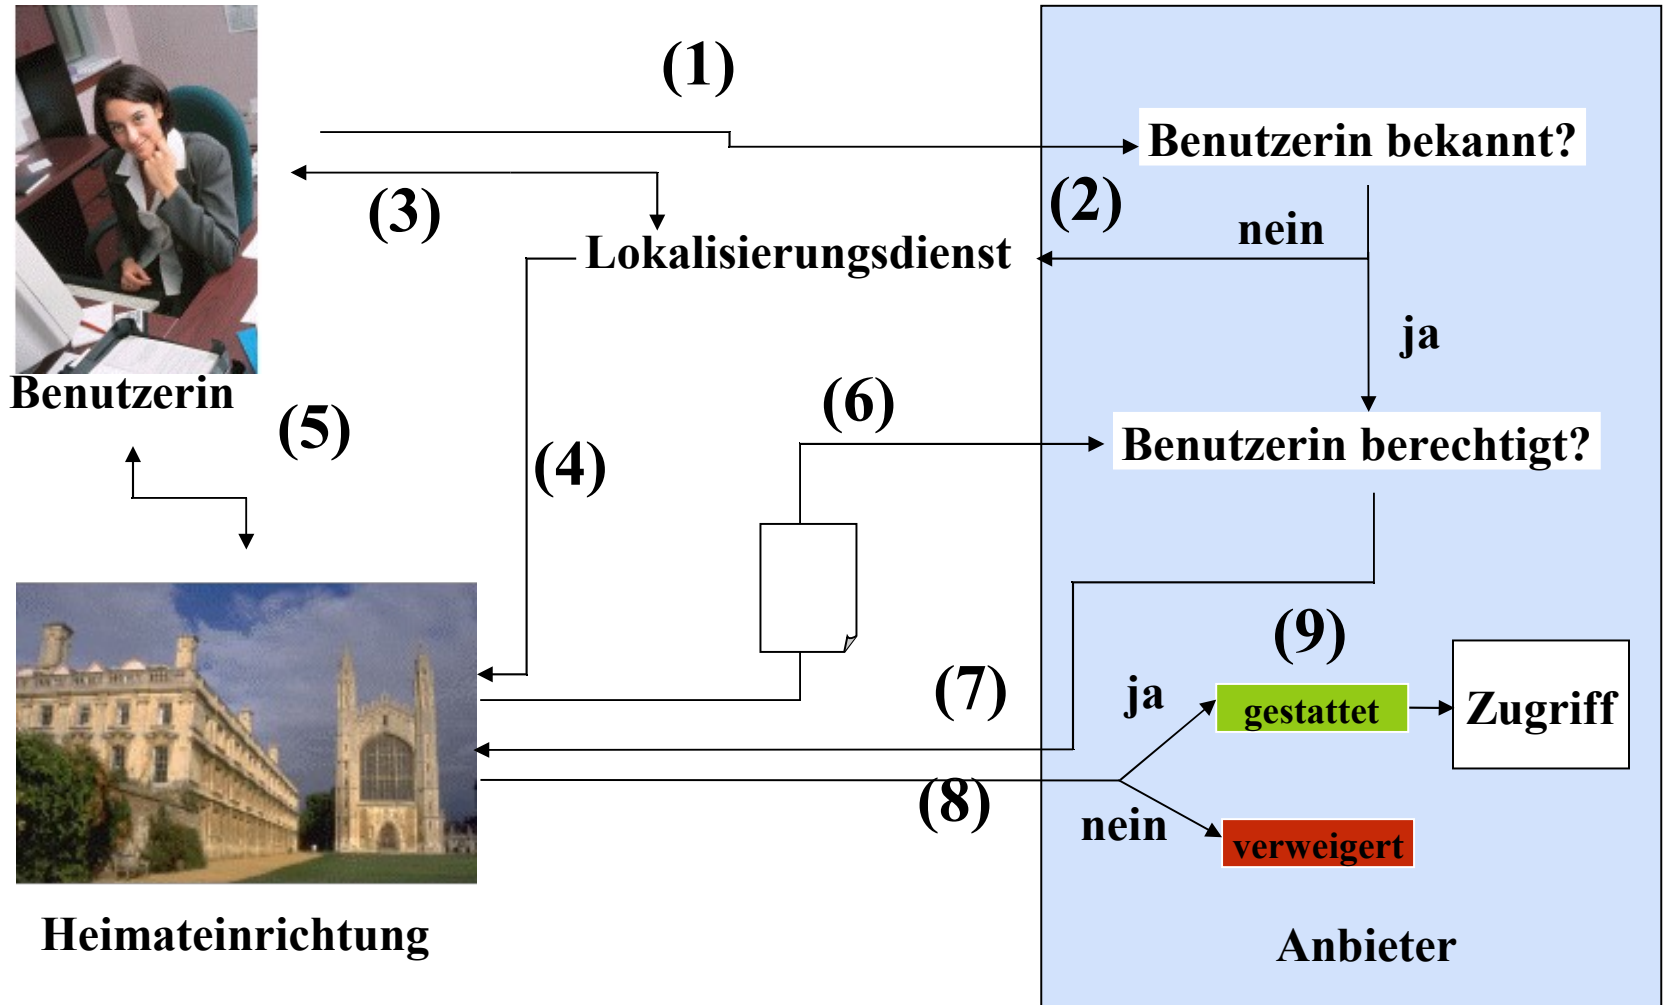 (1)
Benutzerin bekannt?
(2)
(3)
nein
Lokalisierungsdienst
ja
Benutzerin
(5)
(6)
(4)
Benutzerin berechtigt?
(9)
(7)
ja
gestattet
Zugriff
(8)
nein
verweigert
Heimateinrichtung
Anbieter